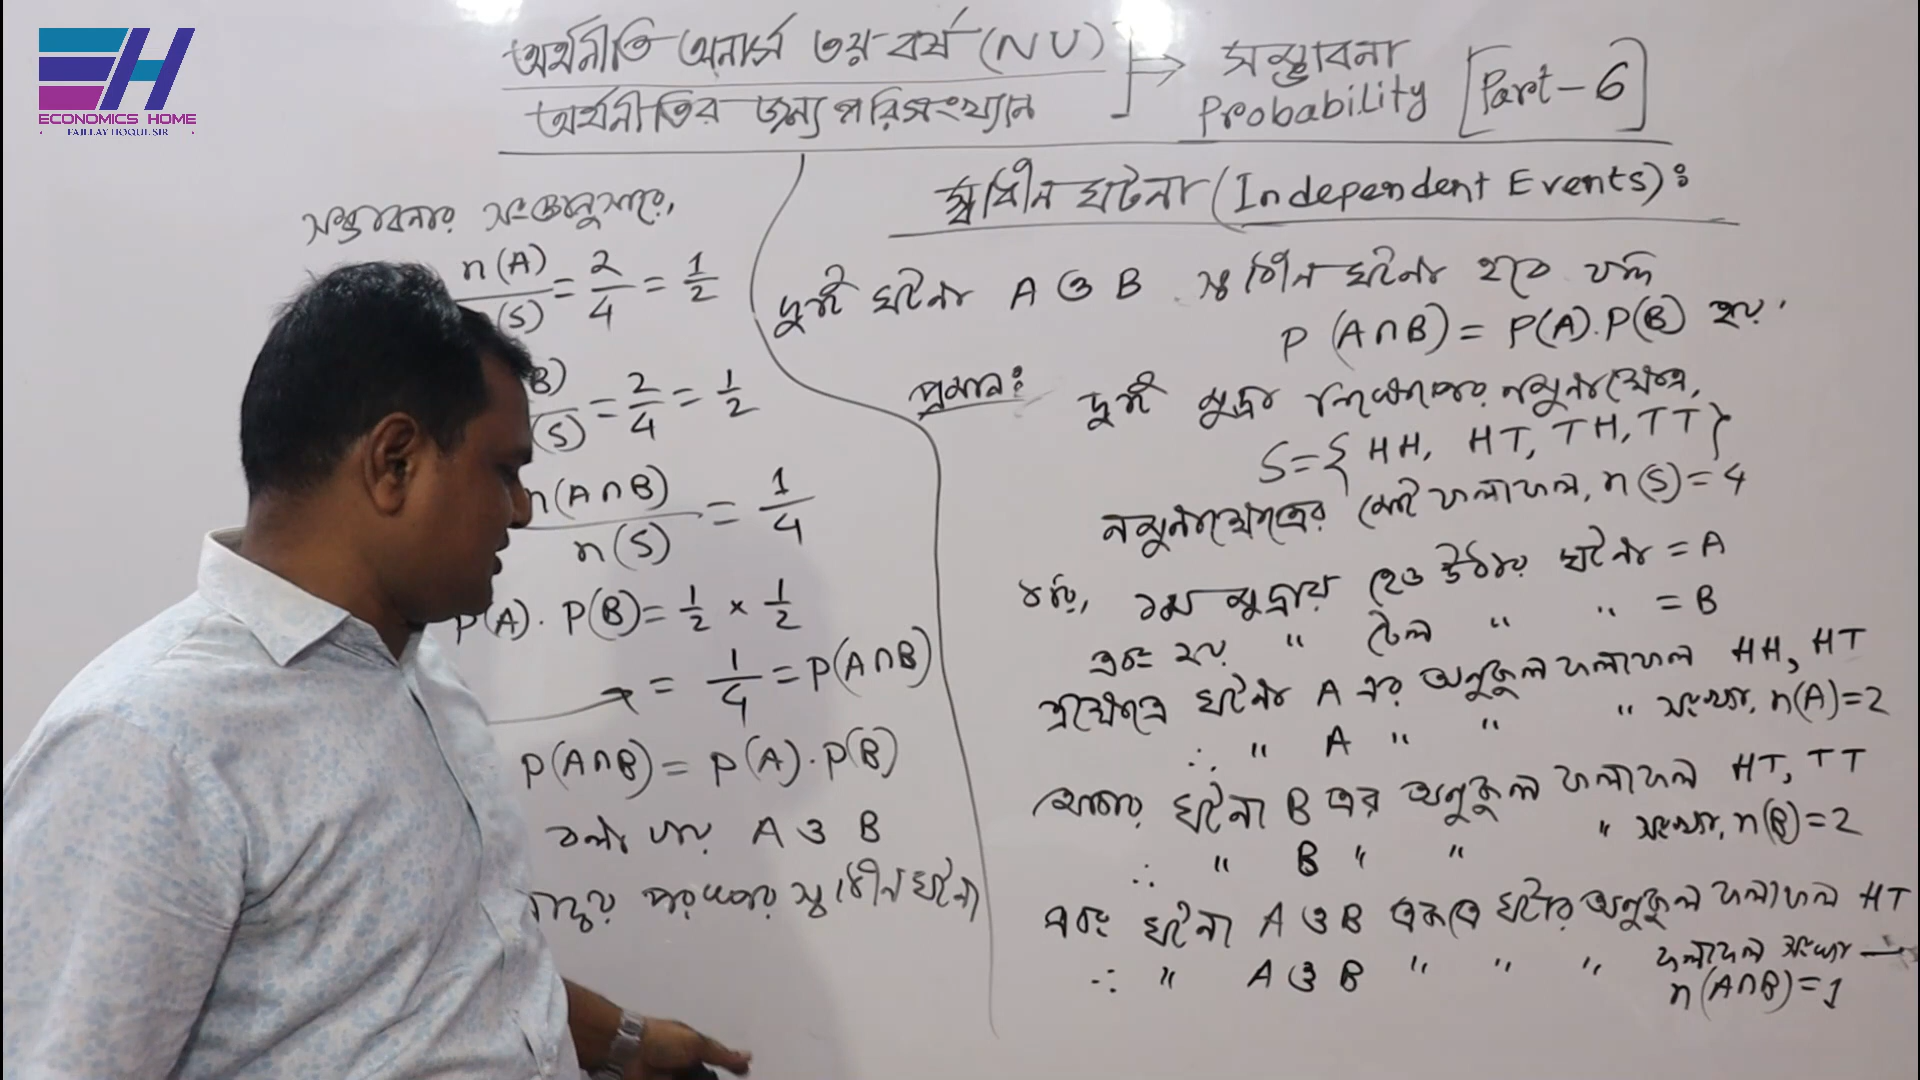 ECONOMICS HOME
অর্থনীতি অনার্স ৩য় বর্ষ (NU)
অর্থনীতির জন্য পরিসংখ্যান
সম্ভাবনা
Probability [Part-6]
স্বাধীন ঘটনা (Independent Events):
দুটি ঘটনা A ও B স্বাধীন ঘটনা হবে যদি
P(A∩B) = P(A).P(B) হয়.
প্রমান: দুটি মুদ্রা নিক্ষেপের নমুনাক্ষেত্র,
S={HH, HT, TH, TT}
নমুনাক্ষেত্রের মোট ফলাফল, n(S)=4
ধরি, ১ম মুদ্রায় হেড উঠার ঘটনা = A
এবং ২য় " টেল " " = B
এক্ষেত্রে ঘটনা A এর অনুকূল ফলাফল HH, HT
∴ " A " " " সংখ্যা, n(A)=2
আবার ঘটনা B এর অনুকূল ফলাফল HT, TT
∴ " B " " " সংখ্যা, n(B)=2
এবং ঘটনা A ও B একত্রে ঘটার অনুকূল ফলাফল HT
∴ " A ও B " " " ফলাফল সংখ্যা
n(A∩B)=1
সম্ভাবনার সংজ্ঞানুসারে,
n(A)/(S) = 2/4 = 1/2
B)/(S) = 2/4 = 1/2
n(A∩B)/n(S) = 1/4
P(A). P(B) = 1/2 × 1/2
= 1/4 = P(A∩B)
P(A∩B) = P(A).P(B)
বলা যায় A ও B
পরস্পর স্বাধীন ঘটনা